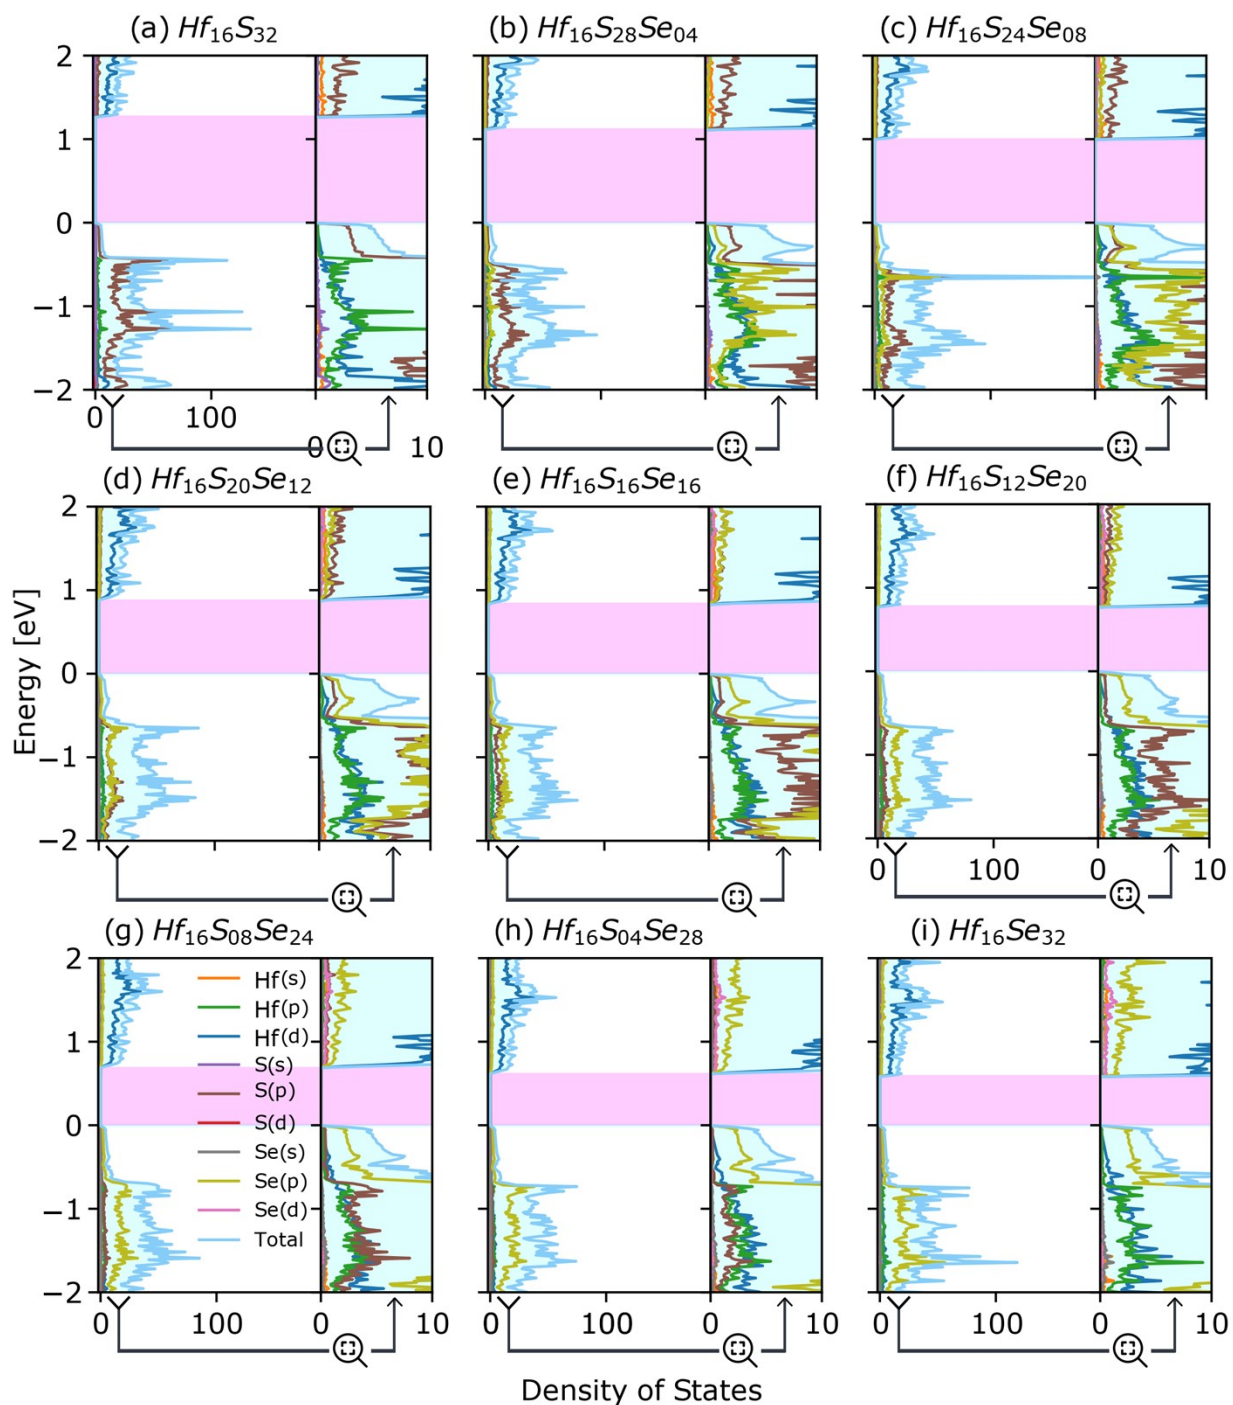 (a) Hf₁₆S₃₂ (b) Hf₁₆S₂₈Se₀₄ (c) Hf₁₆S₂₄Se₀₈
2
1
0
−1
−2
0 100 0 10
(d) Hf₁₆S₂₀Se₁₂ (e) Hf₁₆S₁₆Se₁₆ (f) Hf₁₆S₁₂Se₂₀
Energy [eV]
2
1
0
−1
−2
0 100 0 10
(g) Hf₁₆S₀₈Se₂₄ (h) Hf₁₆S₀₄Se₂₈ (i) Hf₁₆Se₃₂
2
1
0
−1
−2
Hf(s)
Hf(p)
Hf(d)
S(s)
S(p)
S(d)
Se(s)
Se(p)
Se(d)
Total
0 100 0 10 0 100 0 10 0 100 0 10
Density of States